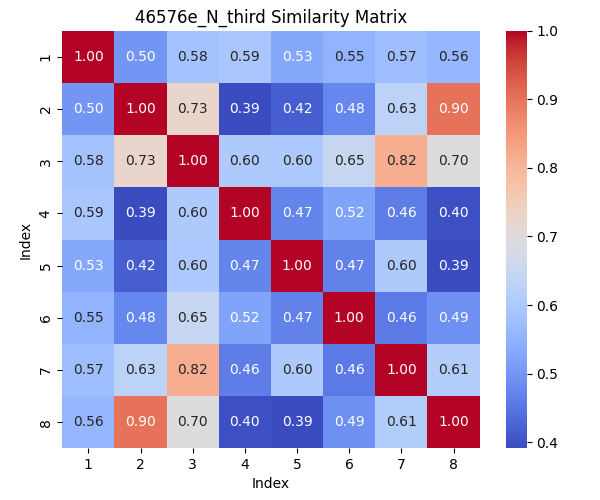 46576e_N_third Similarity Matrix
1 1.00 0.50 0.58 0.59 0.53 0.55 0.57 0.56
2 0.50 1.00 0.73 0.39 0.42 0.48 0.63 0.90
3 0.58 0.73 1.00 0.60 0.60 0.65 0.82 0.70
4 0.59 0.39 0.60 1.00 0.47 0.52 0.46 0.40
5 0.53 0.42 0.60 0.47 1.00 0.47 0.60 0.39
6 0.55 0.48 0.65 0.52 0.47 1.00 0.46 0.49
7 0.57 0.63 0.82 0.46 0.60 0.46 1.00 0.61
8 0.56 0.90 0.70 0.40 0.39 0.49 0.61 1.00
1 2 3 4 5 6 7 8
Index
Index
1.0
0.9
0.8
0.7
0.6
0.5
0.4